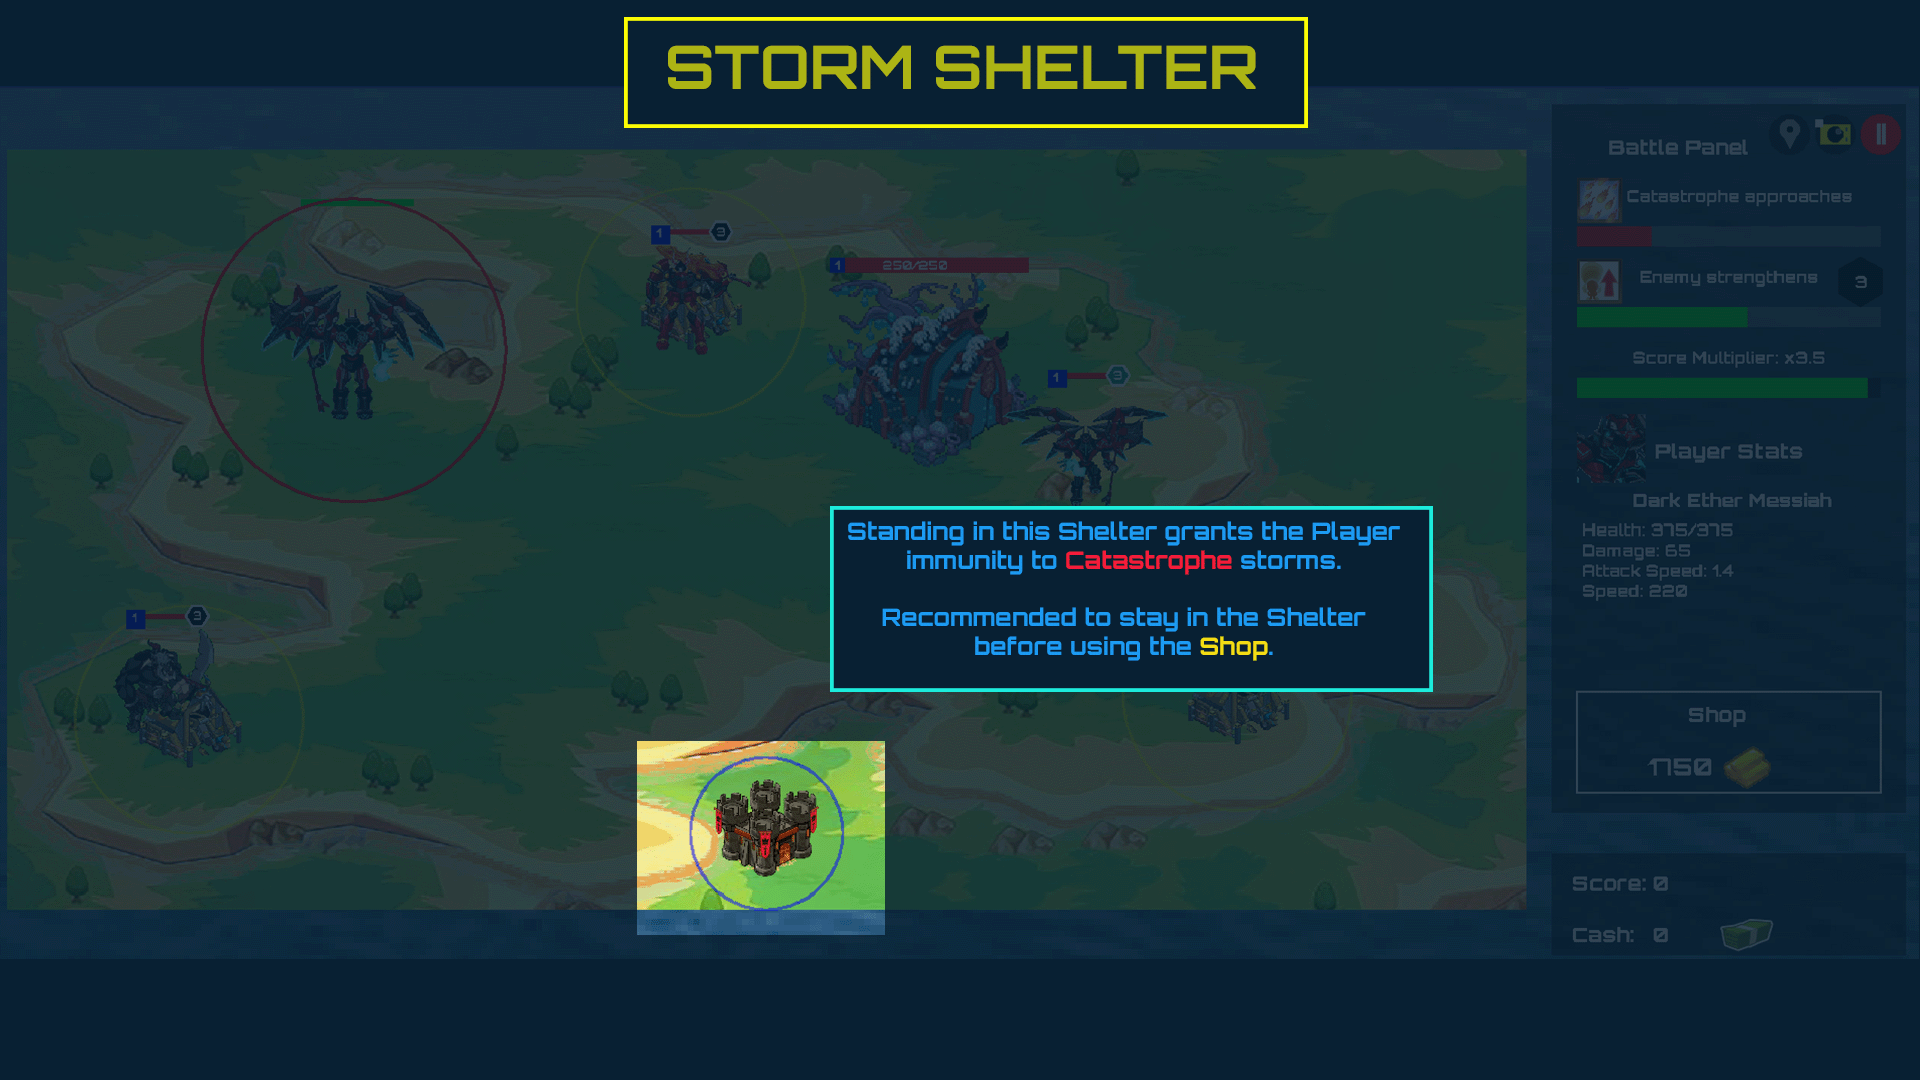 STORM SHELTER
Battle Panel
Catastrophe approaches
Enemy strengthens
3
Score Multiplier: x3.5
Player Stats
Dark Ether Messiah
Health: 375/375
Damage: 65
Attack Speed: 1.4
Speed: 220
Shop
1750
Score: 0
Cash: 0
1
3
1
250/250
1
3
Standing in this Shelter grants the Player
immunity to Catastrophe storms.
Recommended to stay in the Shelter
before using the Shop.
1
3